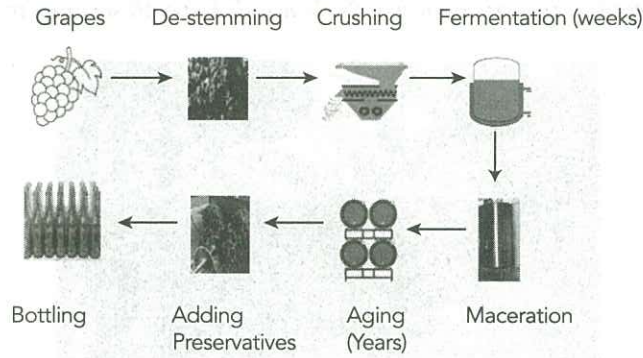 Grapes
De-stemming
Crushing
Fermentation (weeks)
Bottling
Adding
Preservatives
Aging
(Years)
Maceration